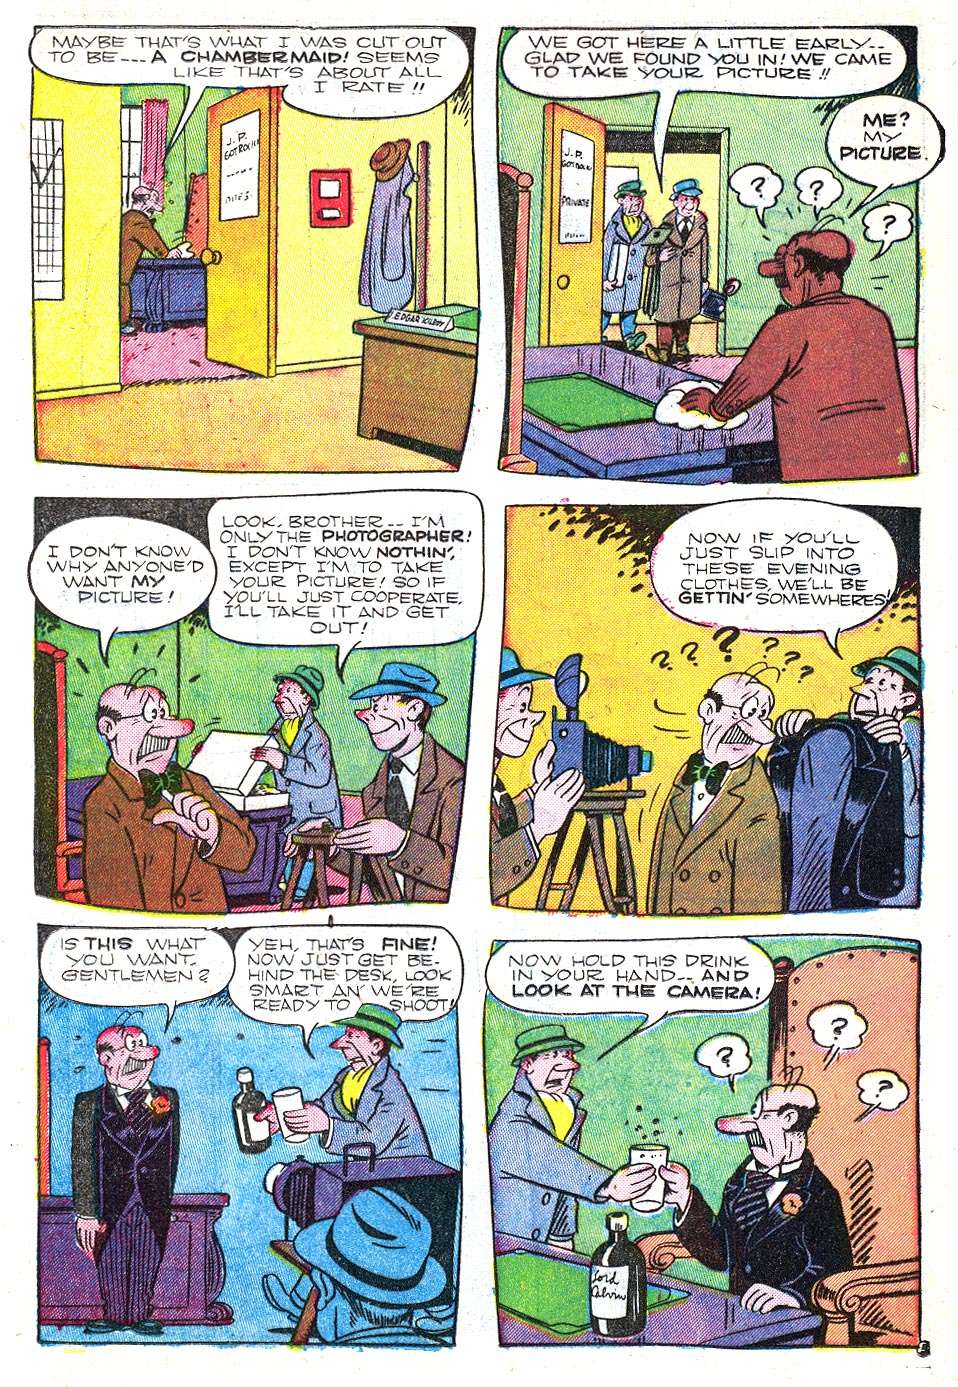 MAYBE THAT'S WHAT I WAS CUT OUT
TO BE--- A CHAMBERMAID! SEEMS
LIKE THAT'S ABOUT ALL
I RATE!!
J.P.
EDGAR
WE GOT HERE A LITTLE EARLY--
GLAD WE FOUND YOU IN! WE CAME
TO TAKE YOUR PICTURE!!
ME?
MY
PICTURE.
?
?
?
J.P.
PRIVATE
I DON'T KNOW
WHY ANYONE'D
WANT MY
PICTURE!
LOOK, BROTHER-- I'M
ONLY THE PHOTOGRAPHER!
I DON'T KNOW NOTHIN',
EXCEPT I'M TO TAKE
YOUR PICTURE! SO IF
YOU'LL JUST COOPERATE,
I'LL TAKE IT AND GET
OUT!
NOW IF YOU'LL
JUST SLIP INTO
THESE EVENING
CLOTHES, WE'LL BE
GETTIN' SOMEWHERES!
? ? ? ? ? ?
IS THIS WHAT
YOU WANT,
GENTLEMEN?
YEH, THAT'S FINE!
NOW JUST GET BE-
HIND THE DESK, LOOK
SMART AN' WE'RE
READY TO SHOOT!
NOW HOLD THIS DRINK
IN YOUR HAND-- AND
LOOK AT THE CAMERA!
?
?
?
Lord
Calvin